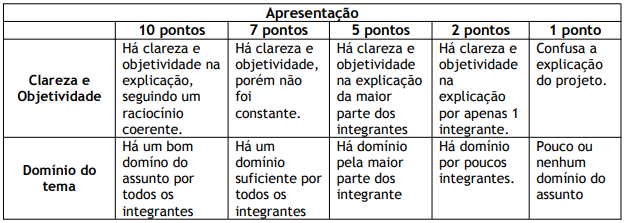 Apresentação
10 pontos
7 pontos
5 pontos
2 pontos
1 ponto
Clareza e
Objetividade
Há clareza e
objetividade na
explicação,
seguindo um
raciocínio
coerente.
Há clareza e
objetividade,
porém não
foi
constante.
Há clareza e
objetividade
na explicação
da maior
parte dos
integrantes
Há clareza e
objetividade
na
explicação
por apenas 1
integrante.
Confusa a
explicação
do projeto.
Domínio do
tema
Há um bom
domíno do
assunto por
todos os
integrantes
Há um
domínio
suficiente por
todos os
integrantes
Há domínio
pela maior
parte dos
integrante
Há domínio
por poucos
integrantes.
Pouco ou
nenhum
domínio do
assunto